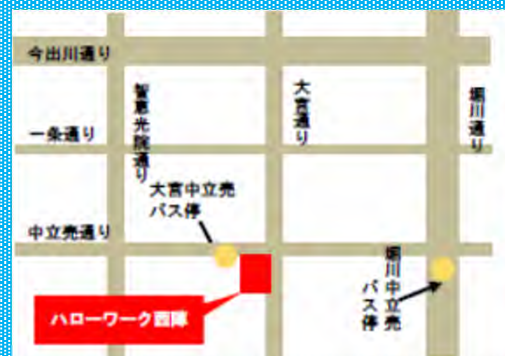 今出川通り
智恵光院通り
大宮通り
堀川通り
一条通り
大宮中立売
バス停
中立売通り
堀川中立売
バス停
ハローワーク西陣